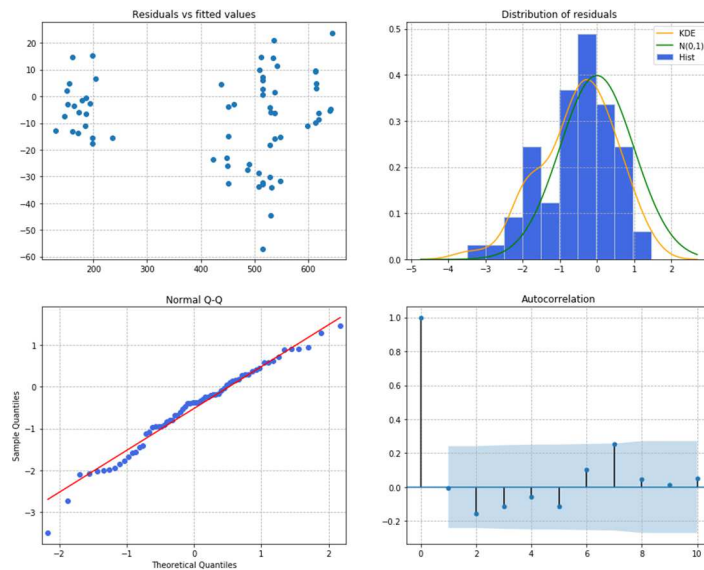 Residuals vs fitted values
20
10
0
−10
−20
−30
−40
−50
−60
200 300 400 500 600
Distribution of residuals
KDE
N(0,1)
Hist
0.5
0.4
0.3
0.2
0.1
0.0
−5 −4 −3 −2 −1 0 1 2
Normal Q-Q
Sample Quantiles
1
0
−1
−2
−3
−2 −1 0 1 2
Theoretical Quantiles
Autocorrelation
1.0
0.8
0.6
0.4
0.2
0.0
−0.2
0 2 4 6 8 10